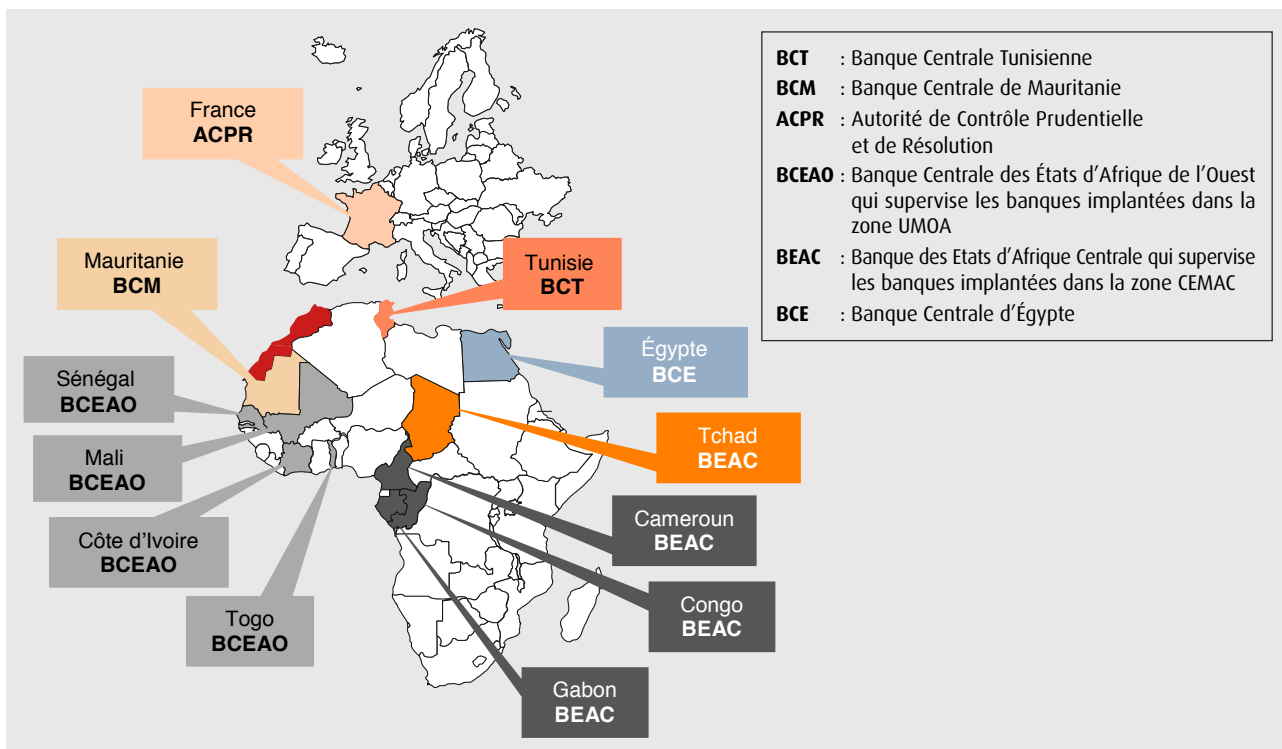 France
ACPR
Mauritanie
BCM
Tunisie
BCT
Sénégal
BCEAO
Égypte
BCE
Mali
BCEAO
Tchad
BEAC
Côte d'Ivoire
BCEAO
Cameroun
BEAC
Togo
BCEAO
Congo
BEAC
Gabon
BEAC
BCT : Banque Centrale Tunisienne
BCM : Banque Centrale de Mauritanie
ACPR : Autorité de Contrôle Prudentielle
et de Résolution
BCEAO : Banque Centrale des États d'Afrique de l'Ouest
qui supervise les banques implantées dans la
zone UMOA
BEAC : Banque des Etats d'Afrique Centrale qui supervise
les banques implantées dans la zone CEMAC
BCE : Banque Centrale d'Égypte